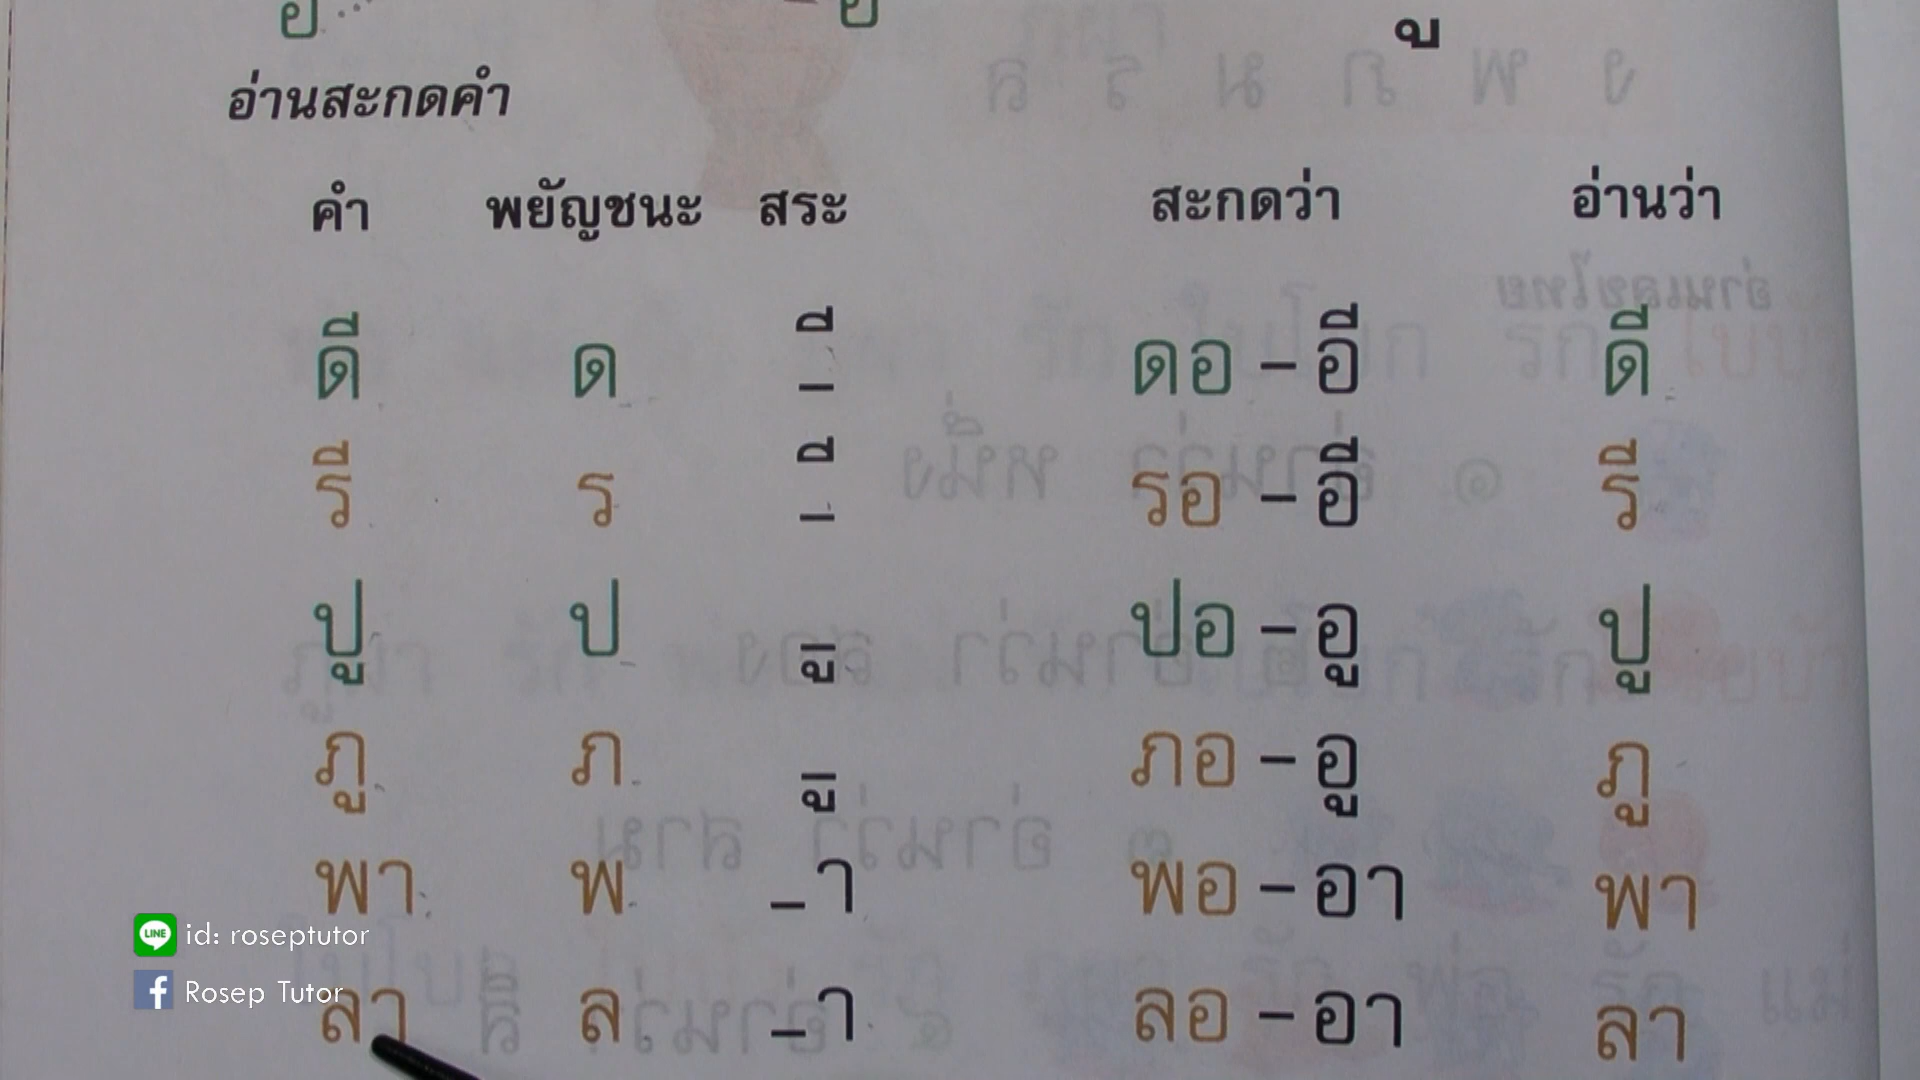 อ่านสะกดคำ
คำ พยัญชนะ สระ สะกดว่า อ่านว่า
ดี ด -ี ดอ - อี ดี
รี ร -ี รอ - อี รี
ปู ป -ู ปอ - อู ปู
ภู ภ -ู ภอ - อู ภู
พา พ -า พอ - อา พา
ลา ล -า ลอ - อา ลา
LINE id: roseptutor
f Rosep Tutor